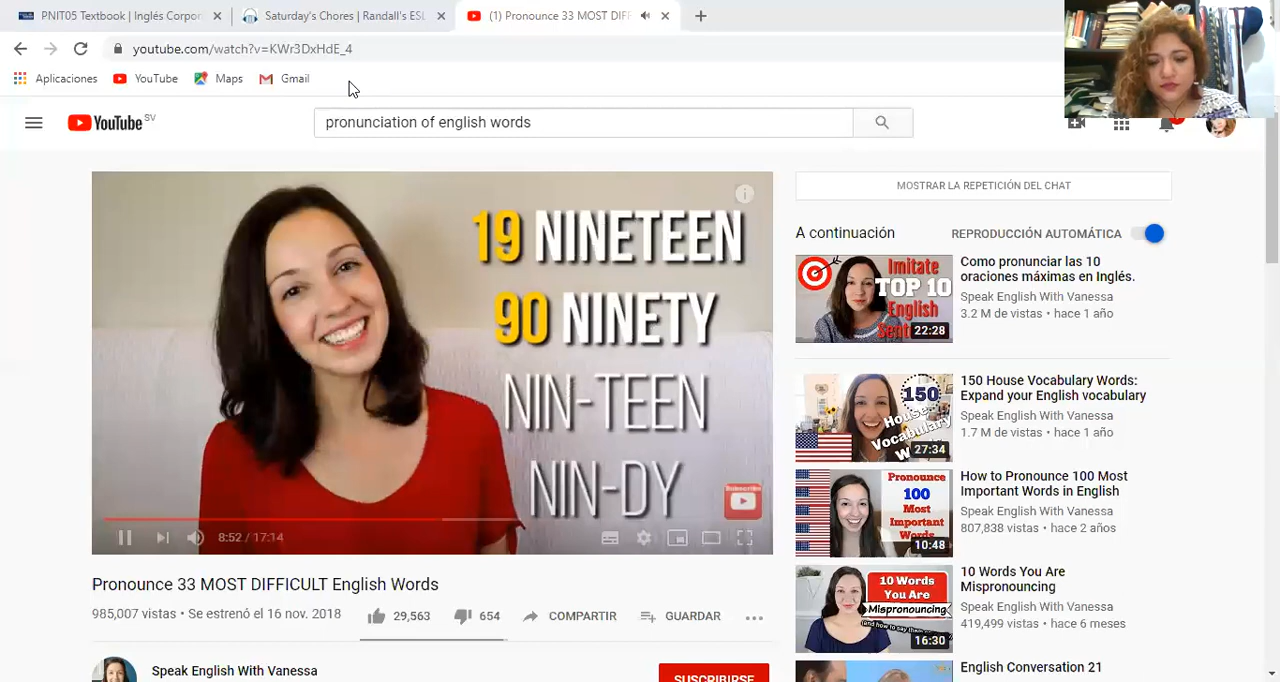 PNIT05 Textbook | Inglés Corpor
Saturday's Chores | Randall's ESL
(1) Pronounce 33 MOST DIFF
youtube.com/watch?v=KWr3DxHdE_4
Aplicaciones
YouTube
Maps
Gmail
YouTube SV
pronunciation of english words
19 NINETEEN
90 NINETY
NIN-TEEN
NIN-DY
SUBSCRIBE
8:52 / 17:14
Pronounce 33 MOST DIFFICULT English Words
985,007 vistas • Se estrenó el 16 nov. 2018
29,563
654
COMPARTIR
GUARDAR
Speak English With Vanessa
SUSCRIBIRSE
MOSTRAR LA REPETICIÓN DEL CHAT
A continuación
REPRODUCCIÓN AUTOMÁTICA
Imitate
TOP 10
English
22:28
Como pronunciar las 10
oraciones máximas en Inglés.
Speak English With Vanessa
3.2 M de vistas • hace 1 año
150
House
Vocabulary
27:34
150 House Vocabulary Words:
Expand your English vocabulary
Speak English With Vanessa
1.7 M de vistas • hace 1 año
Pronounce
100
Most
Important
Words
10:48
How to Pronounce 100 Most
Important Words in English
Speak English With Vanessa
807,838 vistas • hace 2 años
10 Words
You Are
Mispronouncing
16:30
10 Words You Are
Mispronouncing
Speak English With Vanessa
419,499 vistas • hace 6 meses
English Conversation 21